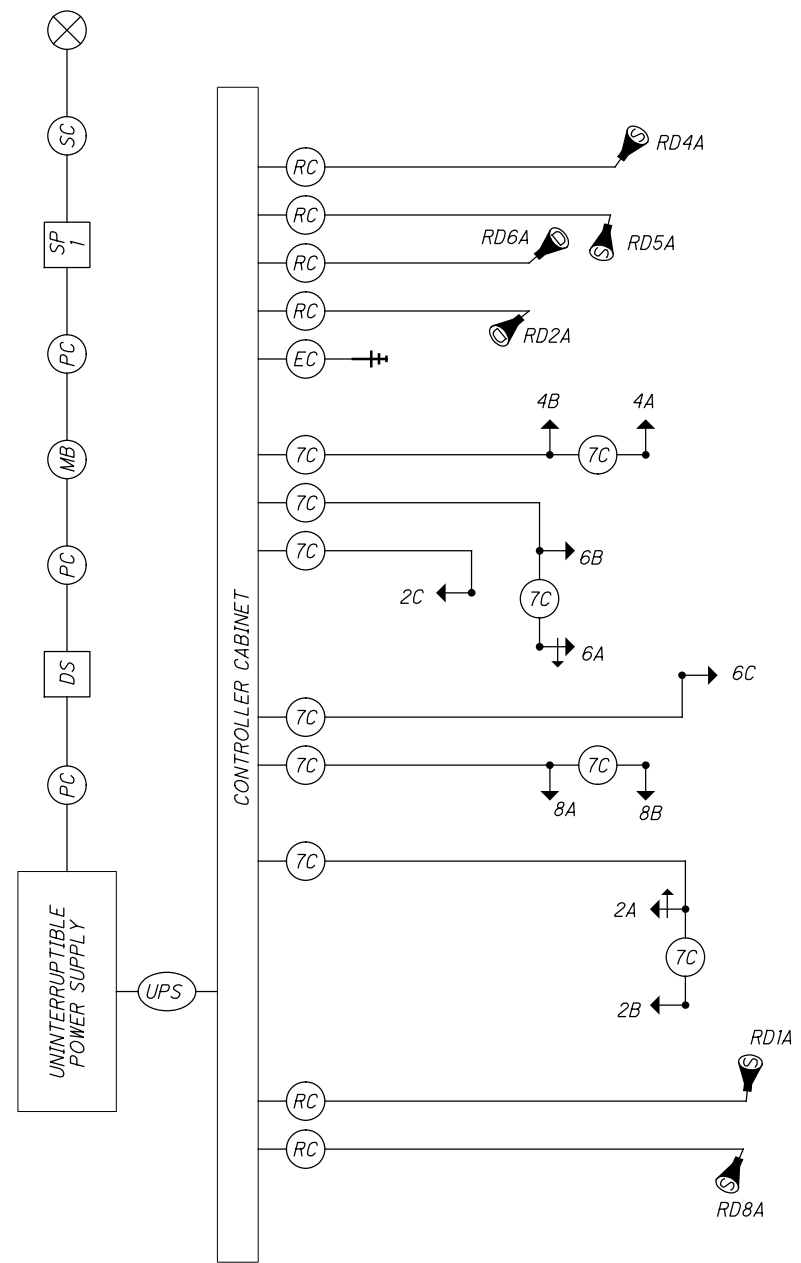 SC
SP
1
PC
MB
PC
DS
PC
UNINTERRUPTIBLE
POWER SUPPLY
UPS
CONTROLLER CABINET
RC
S
RD4A
RC
S
RD5A
RC
RD6A
D
RC
D
RD2A
EC
7C
4B
7C
4A
7C
6B
7C
6A
7C
2C
7C
6C
7C
8A
7C
8B
7C
2A
7C
2B
RC
S
RD1A
RC
S
RD8A